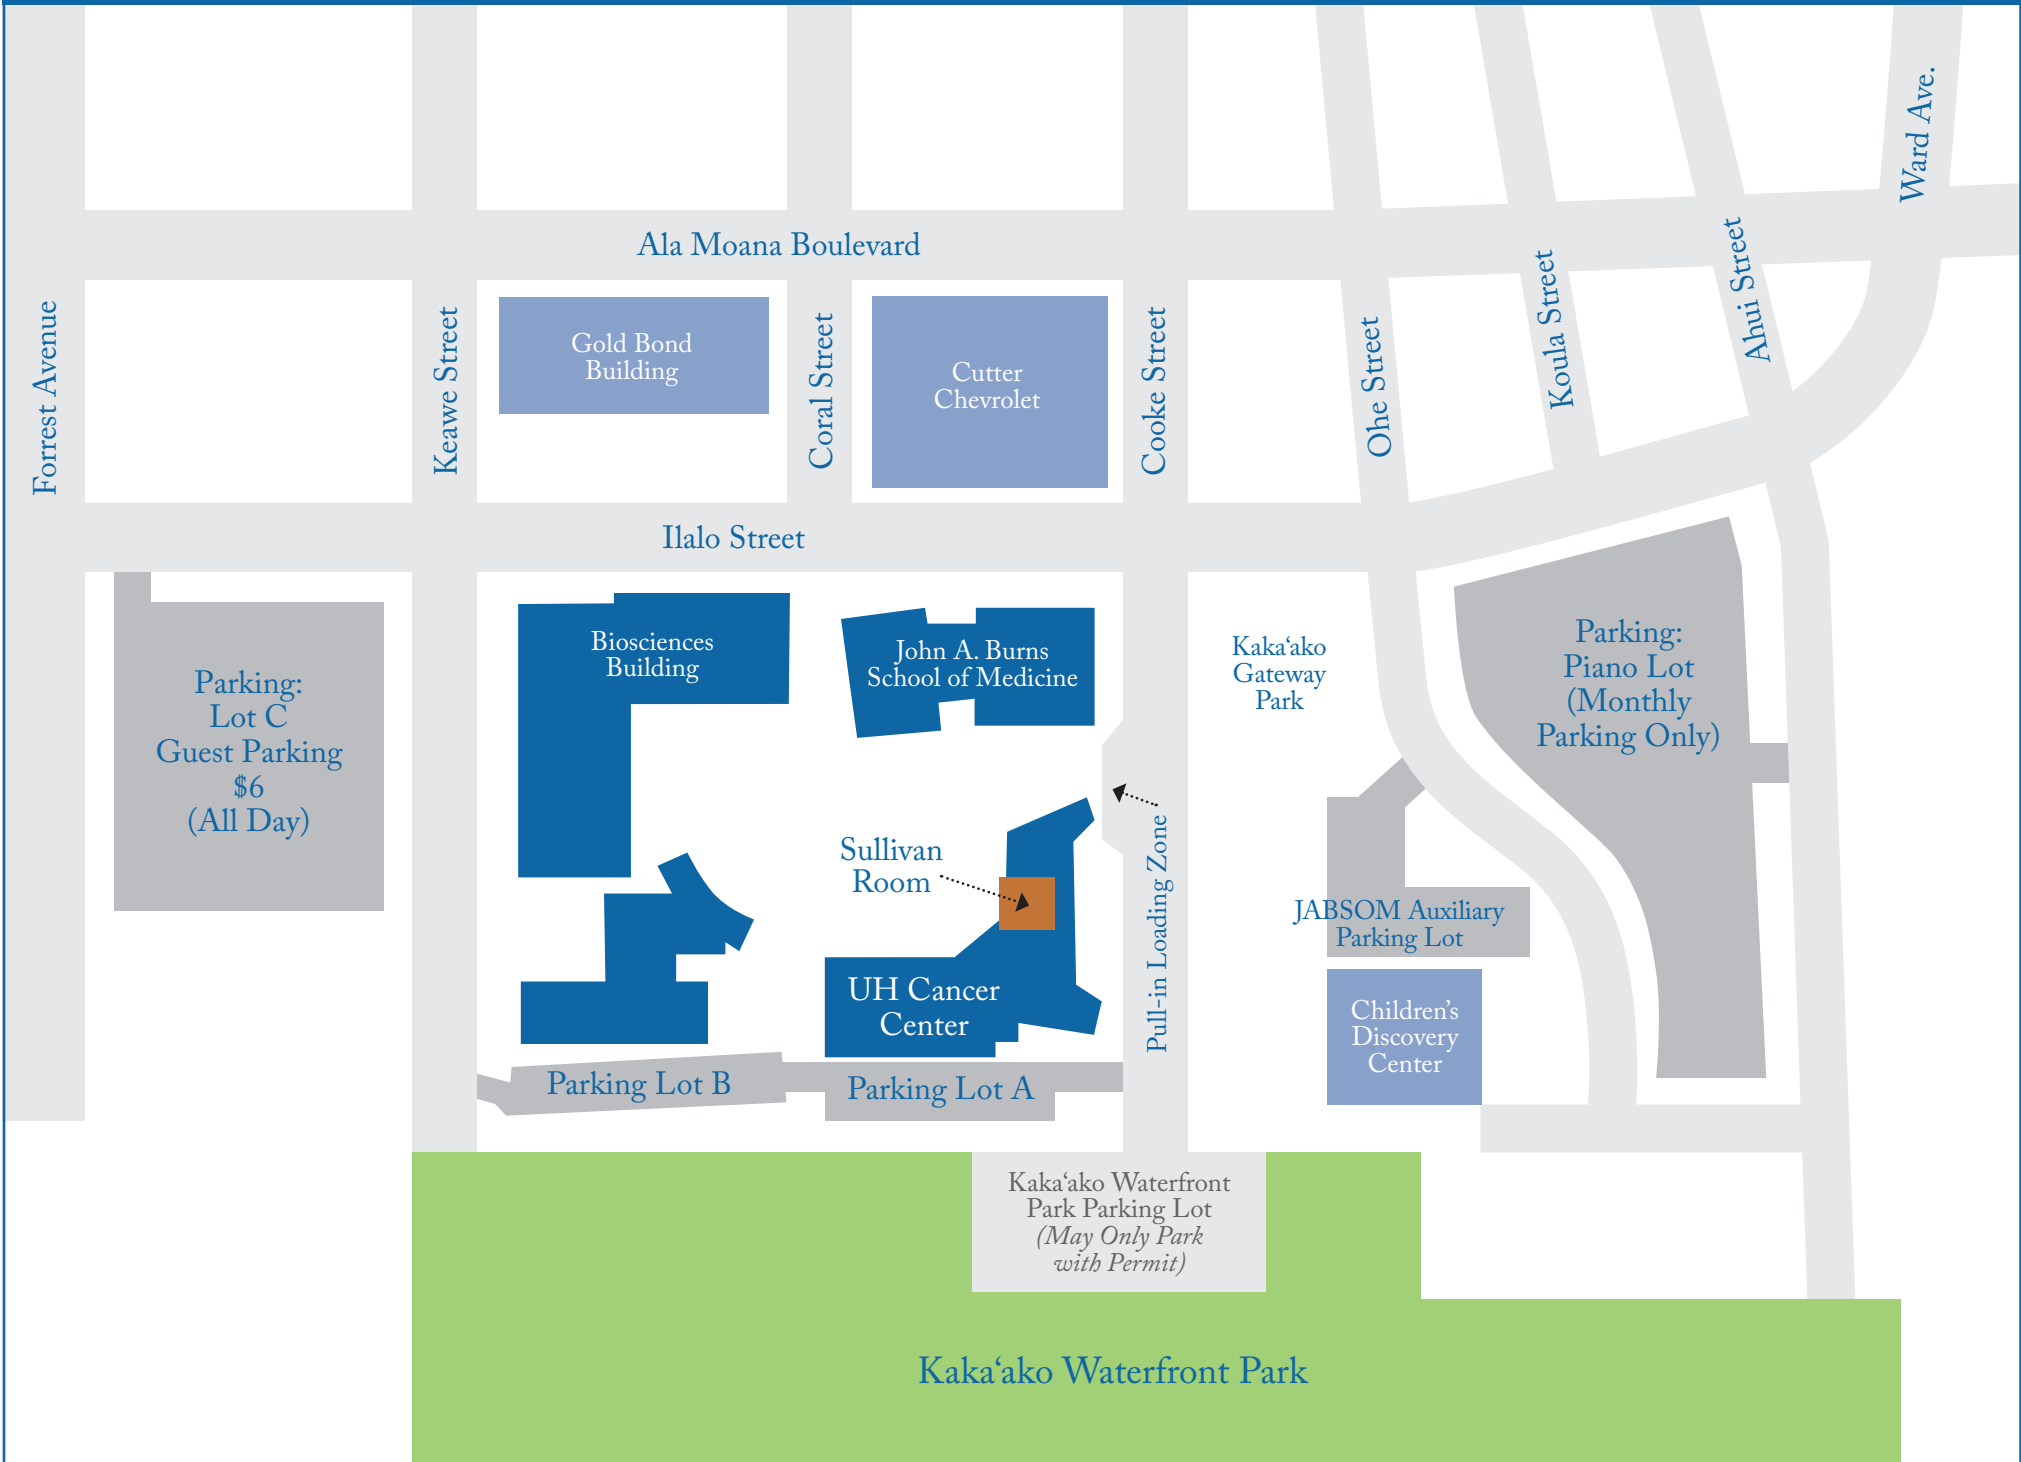 Ward Ave.
Ala Moana Boulevard
Forrest Avenue
Keawe Street
Gold Bond
Building
Coral Street
Cutter
Chevrolet
Cooke Street
Ohe Street
Koula Street
Ahui Street
Ilalo Street
Parking:
Lot C
Guest Parking
$6
(All Day)
Biosciences
Building
John A. Burns
School of Medicine
Kaka‘ako
Gateway
Park
Parking:
Piano Lot
(Monthly
Parking Only)
Sullivan
Room
Pull-in Loading Zone
JABSOM Auxiliary
Parking Lot
UH Cancer
Center
Children’s
Discovery
Center
Parking Lot B
Parking Lot A
Kaka‘ako Waterfront
Park Parking Lot
(May Only Park
with Permit)
Kaka‘ako Waterfront Park